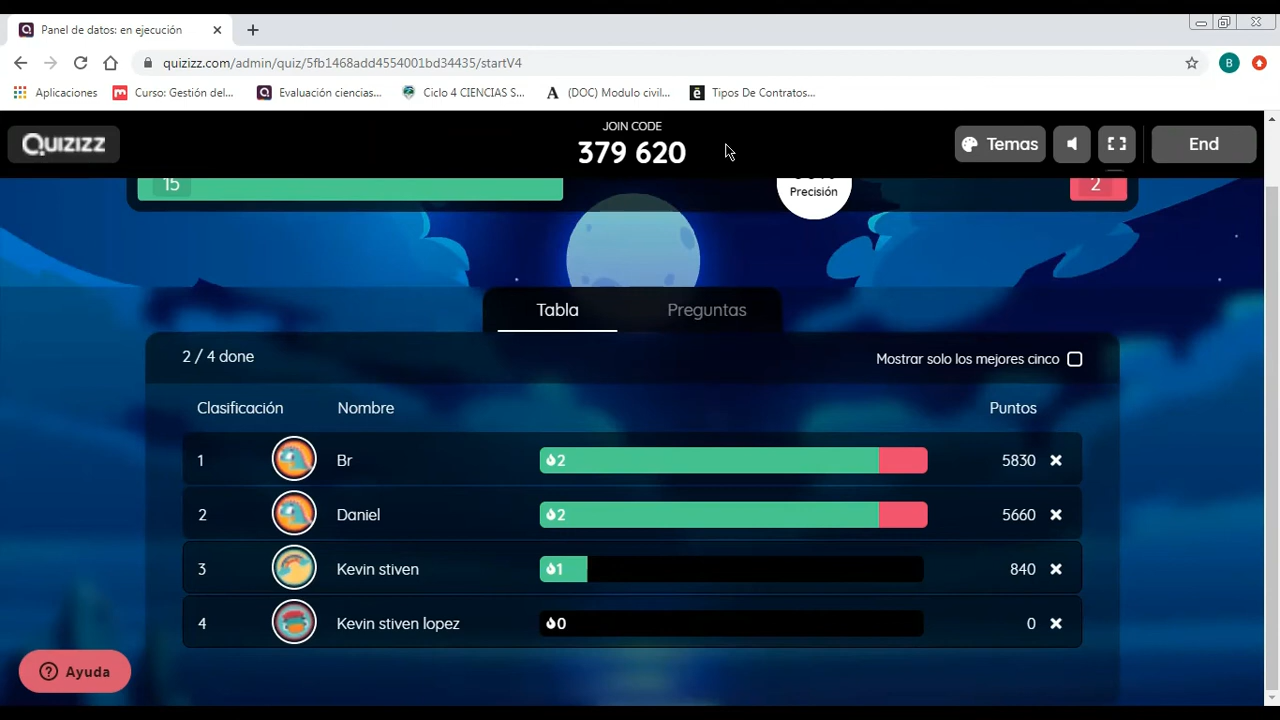 Panel de datos: en ejecución
quizizz.com/admin/quiz/5fb1468add4554001bd34435/startV4
B
Aplicaciones
Curso: Gestión del...
Evaluación ciencias...
Ciclo 4 CIENCIAS S...
(DOC) Modulo civil...
Tipos De Contratos...
Quizizz
JOIN CODE
379 620
Temas
End
15
Precisión
2
Tabla
Preguntas
2 / 4 done
Mostrar solo los mejores cinco
Clasificación Nombre Puntos
1 Br 2 5830
2 Daniel 2 5660
3 Kevin stiven 1 840
4 Kevin stiven lopez 0 0
Ayuda